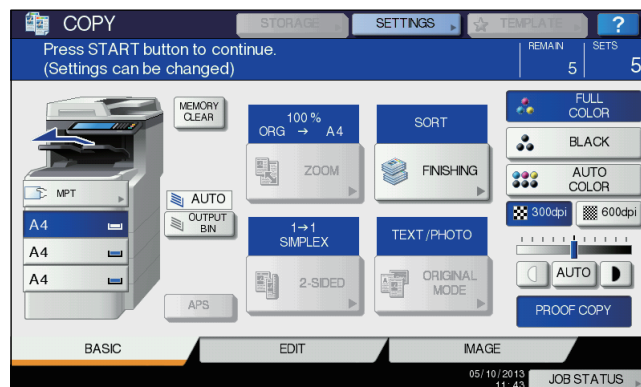 COPY
STORAGE
SETTINGS
TEMPLATE
?
Press START button to continue.
(Settings can be changed)
REMAIN
5
SETS
5
MEMORY
CLEAR
100 %
ORG → A4
ZOOM
SORT
FINISHING
FULL
COLOR
BLACK
AUTO
COLOR
MPT
A4
A4
A4
AUTO
OUTPUT
BIN
APS
1→1
SIMPLEX
2-SIDED
TEXT/PHOTO
ORIGINAL
MODE
300dpi
600dpi
AUTO
PROOF COPY
BASIC
EDIT
IMAGE
05/10/2013
11:43
JOB STATUS